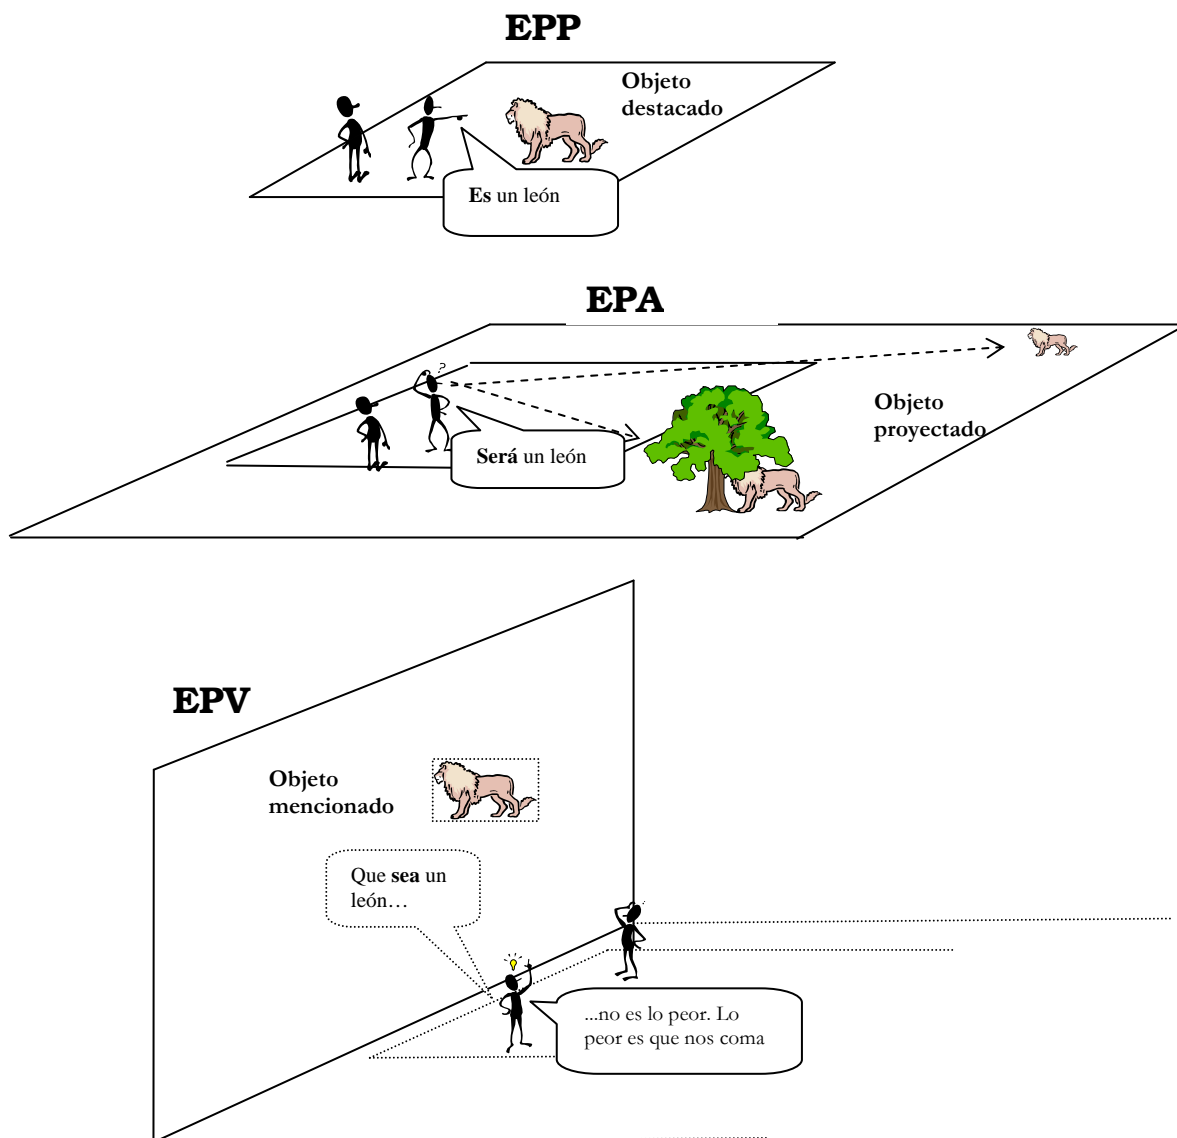 EPP
Objeto
destacado
Es un león
EPA
?
Objeto
proyectado
Será un león
EPV
Objeto
mencionado
Que sea un
león…
...no es lo peor. Lo
peor es que nos coma